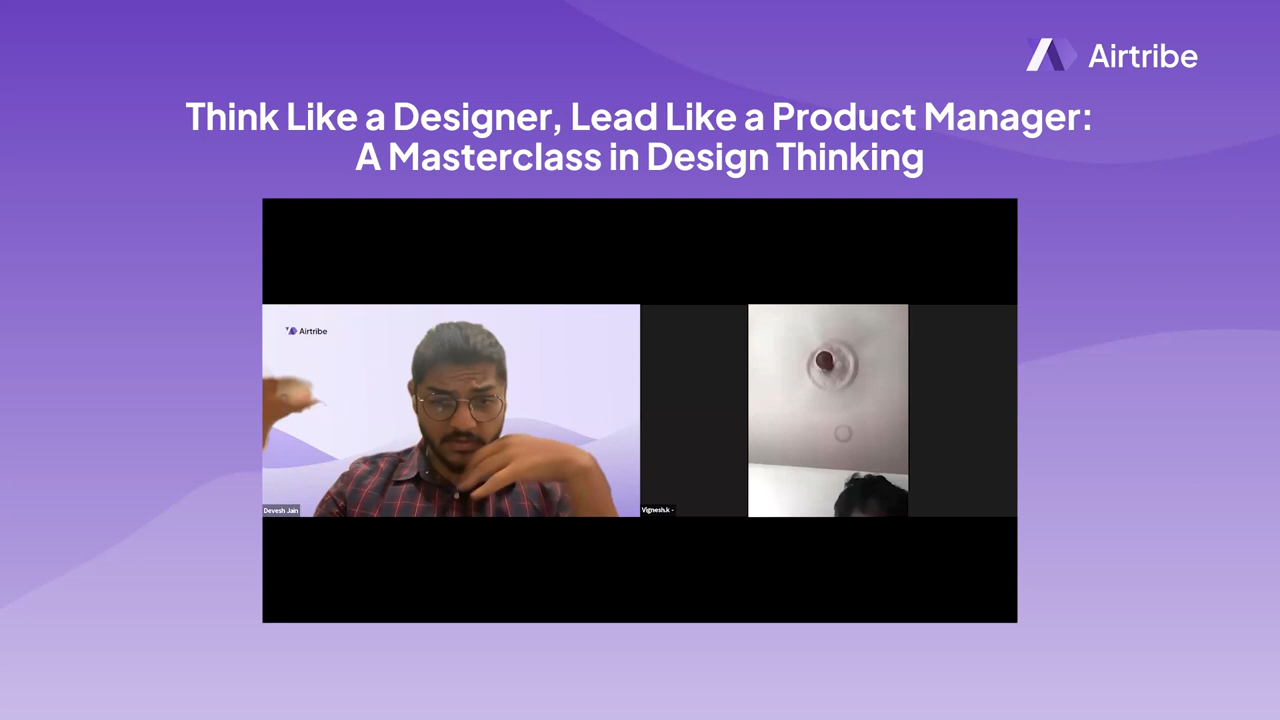 Airtribe
Think Like a Designer, Lead Like a Product Manager:
A Masterclass in Design Thinking
Airtribe
Devesh Jain
Vignesh.k -